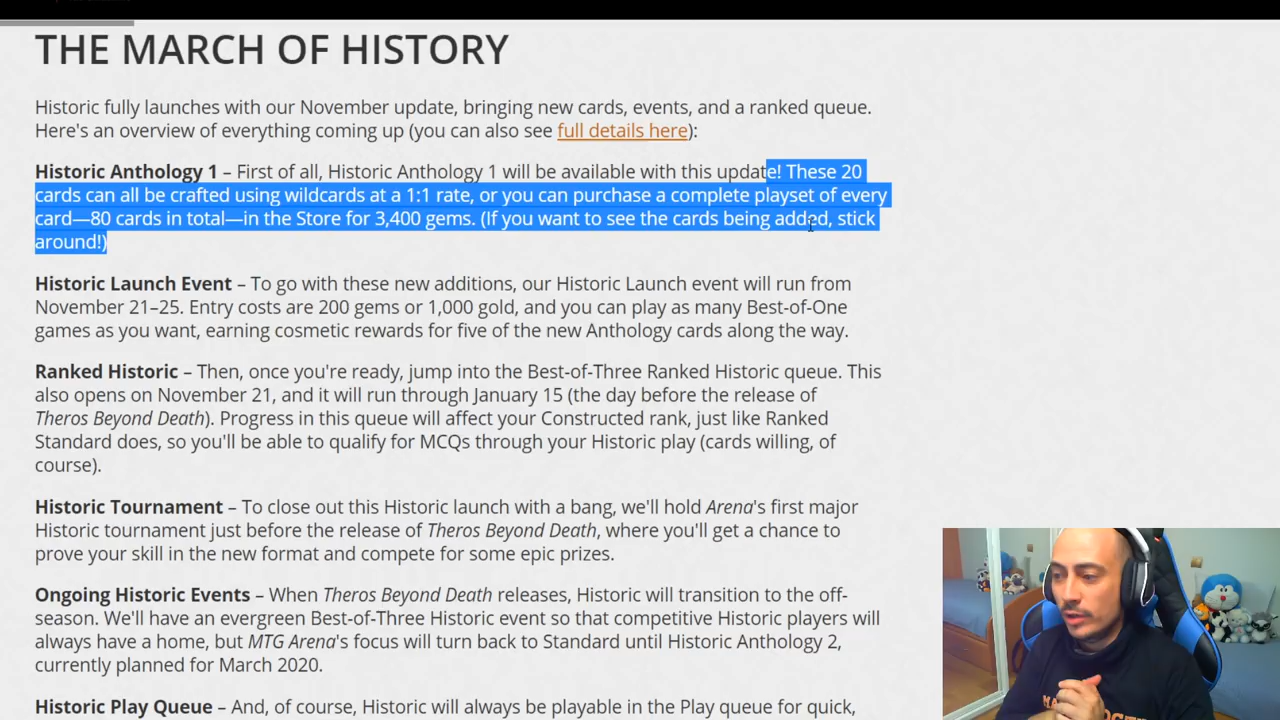 THE MARCH OF HISTORY
Historic fully launches with our November update, bringing new cards, events, and a ranked queue.
Here's an overview of everything coming up (you can also see full details here):
Historic Anthology 1 – First of all, Historic Anthology 1 will be available with this update! These 20
cards can all be crafted using wildcards at a 1:1 rate, or you can purchase a complete playset of every
card—80 cards in total—in the Store for 3,400 gems. (If you want to see the cards being added, stick
around!)
Historic Launch Event – To go with these new additions, our Historic Launch event will run from
November 21–25. Entry costs are 200 gems or 1,000 gold, and you can play as many Best-of-One
games as you want, earning cosmetic rewards for five of the new Anthology cards along the way.
Ranked Historic – Then, once you're ready, jump into the Best-of-Three Ranked Historic queue. This
also opens on November 21, and it will run through January 15 (the day before the release of
Theros Beyond Death). Progress in this queue will affect your Constructed rank, just like Ranked
Standard does, so you'll be able to qualify for MCQs through your Historic play (cards willing, of
course).
Historic Tournament – To close out this Historic launch with a bang, we'll hold Arena's first major
Historic tournament just before the release of Theros Beyond Death, where you'll get a chance to
prove your skill in the new format and compete for some epic prizes.
Ongoing Historic Events – When Theros Beyond Death releases, Historic will transition to the off-
season. We'll have an evergreen Best-of-Three Historic event so that competitive Historic players will
always have a home, but MTG Arena's focus will turn back to Standard until Historic Anthology 2,
currently planned for March 2020.
Historic Play Queue – And, of course, Historic will always be playable in the Play queue for quick,